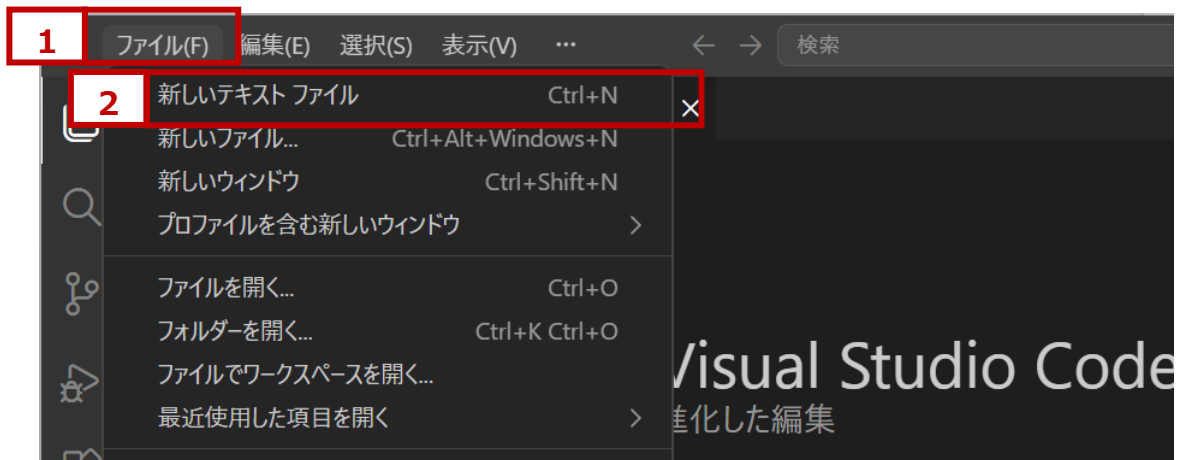 1
ファイル(F) 編集(E) 選択(S) 表示(V) ··· ← → 検索
2
新しいテキスト ファイル Ctrl+N ×
新しいファイル... Ctrl+Alt+Windows+N
新しいウィンドウ Ctrl+Shift+N
プロファイルを含む新しいウィンドウ >
ファイルを開く... Ctrl+O
フォルダーを開く... Ctrl+K Ctrl+O
ファイルでワークスペースを開く...
最近使用した項目を開く >
Visual Studio Code
進化した編集